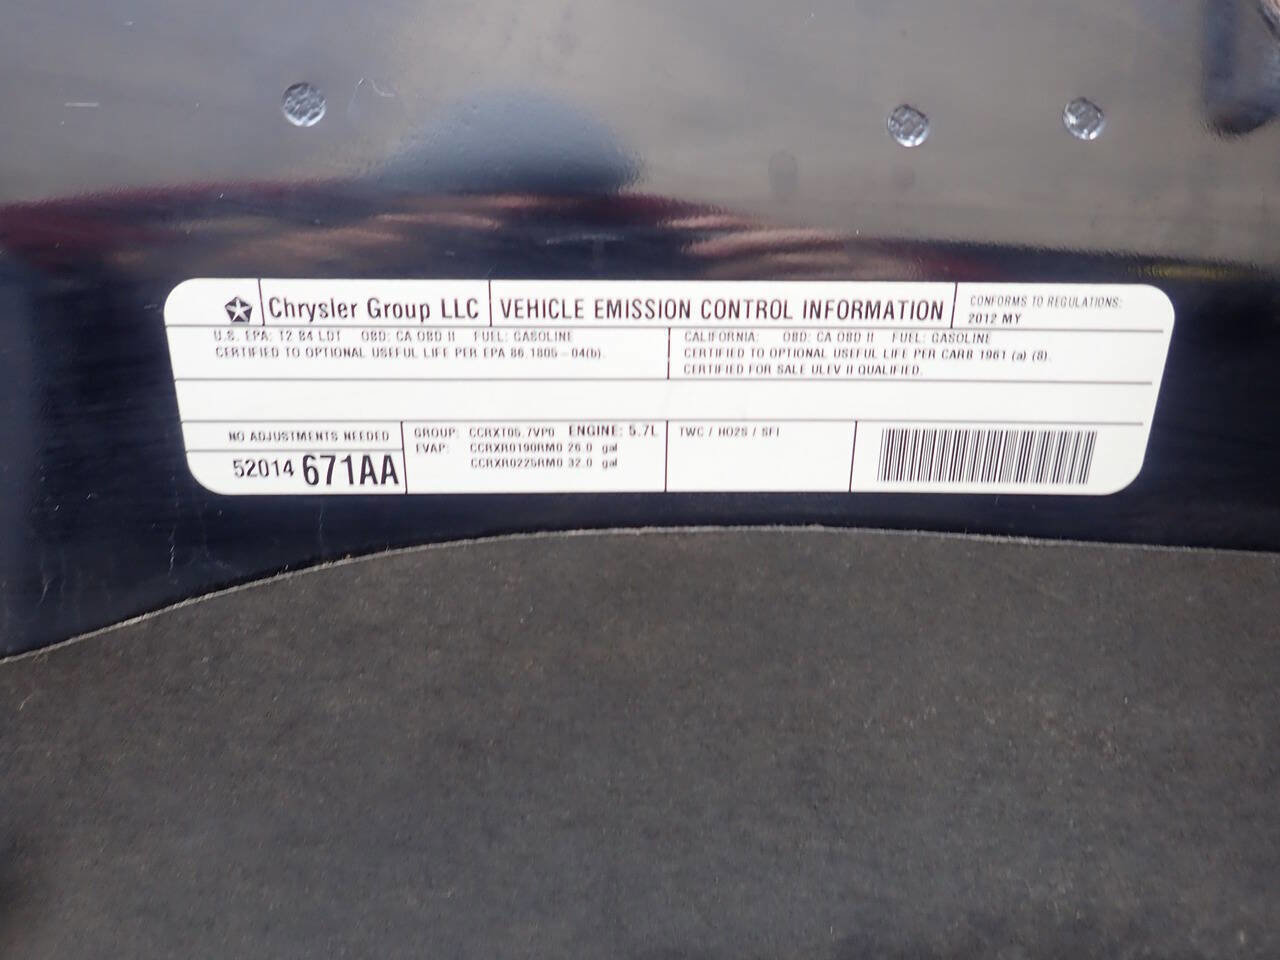 Chrysler Group LLC VEHICLE EMISSION CONTROL INFORMATION
CONFORMS TO REGULATIONS:
2012 MY
U.S. EPA: T2 B4 LDT OBD: CA OBD II FUEL: GASOLINE
CERTIFIED TO OPTIONAL USEFUL LIFE PER EPA 86.1805-04(b).
CALIFORNIA: OBD: CA OBD II FUEL: GASOLINE
CERTIFIED TO OPTIONAL USEFUL LIFE PER CARB 1961 (a) (8).
CERTIFIED FOR SALE ULEV II QUALIFIED.
NO ADJUSTMENTS NEEDED
52014 671AA
GROUP: CCRXT05.7VP0 ENGINE: 5.7L
EVAP: CCRXR0190RM0 26.0 gal
CCRXR0225RM0 32.0 gal
TWC / HO2S / SFI